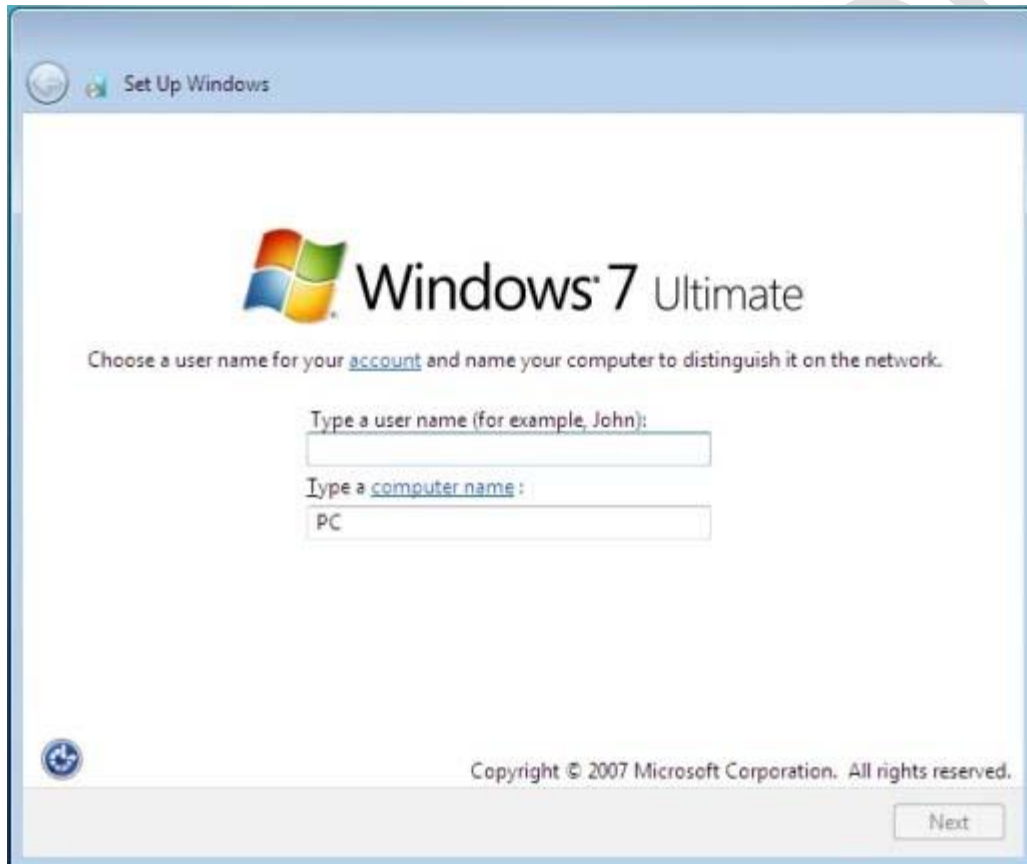 Set Up Windows
Windows 7 Ultimate
Choose a user name for your account and name your computer to distinguish it on the network.
Type a user name (for example, John):
Type a computer name :
PC
Copyright © 2007 Microsoft Corporation. All rights reserved.
Next